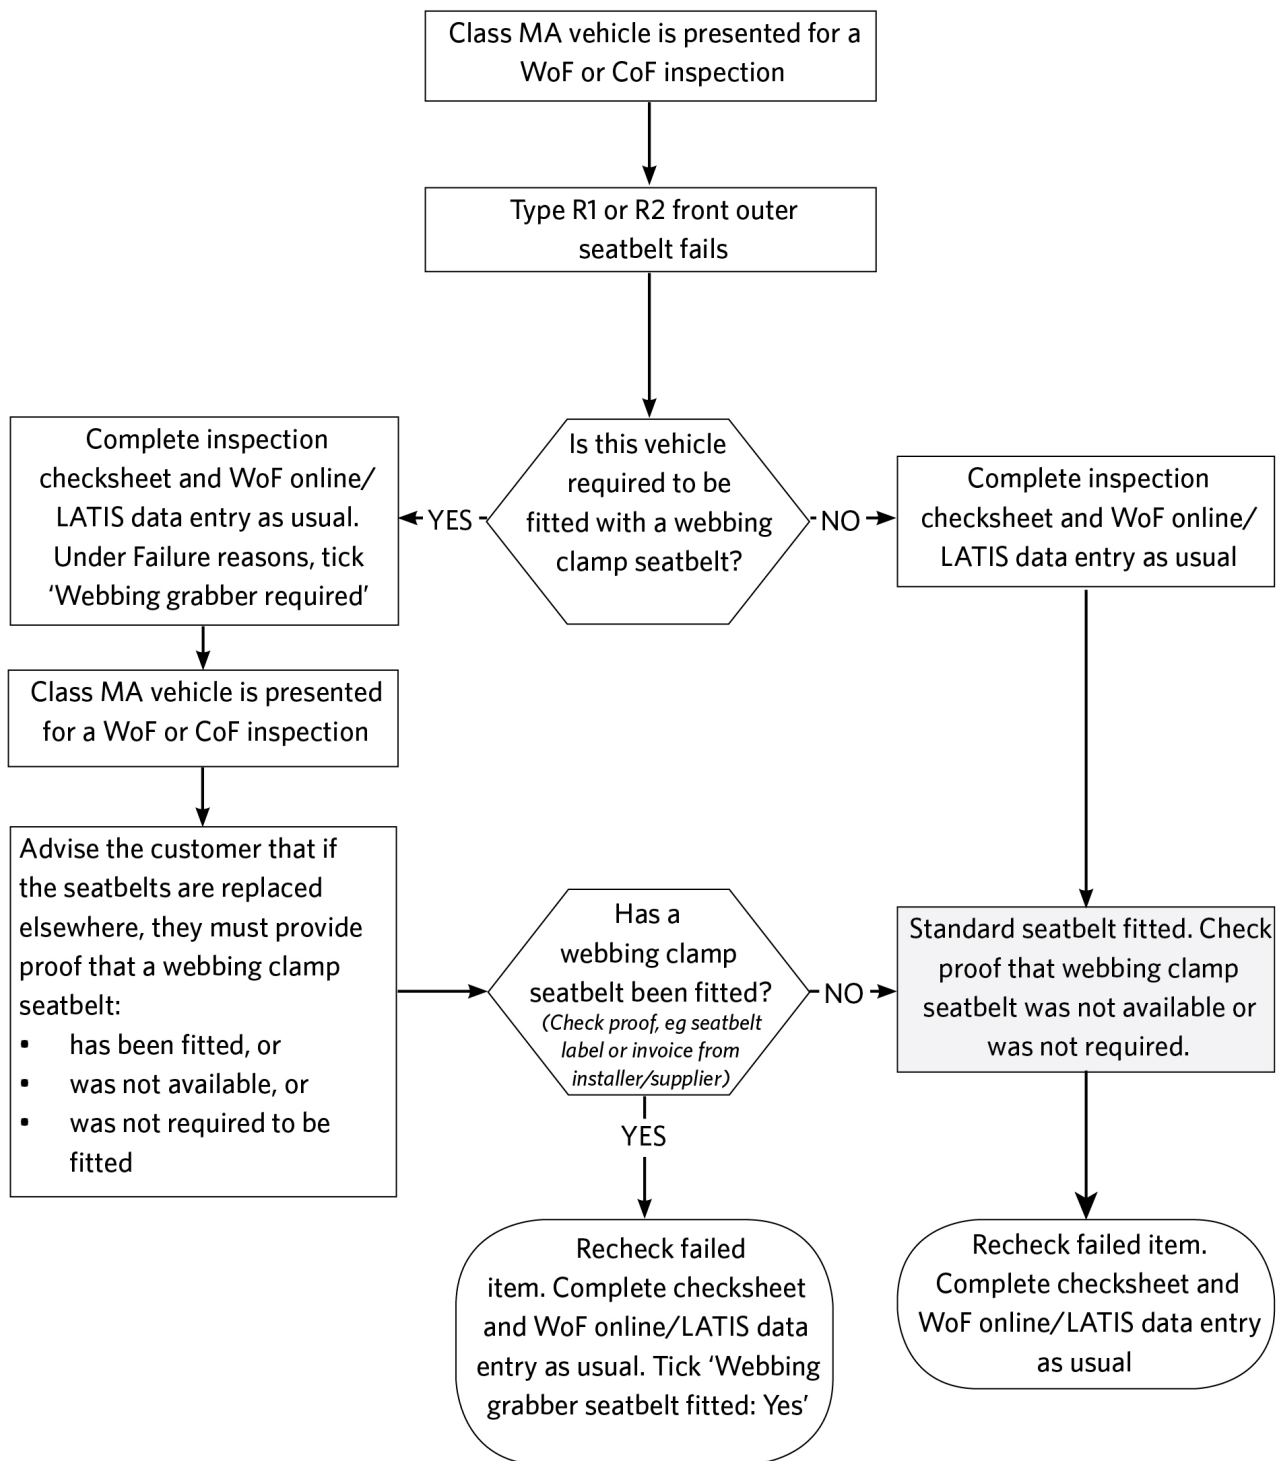 Class MA vehicle is presented for a
WoF or CoF inspection
Type R1 or R2 front outer
seatbelt fails
Is this vehicle
required to be
fitted with a webbing
clamp seatbelt?
YES
NO
Complete inspection
checksheet and WoF online/
LATIS data entry as usual.
Under Failure reasons, tick
‘Webbing grabber required’
Complete inspection
checksheet and WoF online/
LATIS data entry as usual
Class MA vehicle is presented
for a WoF or CoF inspection
Advise the customer that if
the seatbelts are replaced
elsewhere, they must provide
proof that a webbing clamp
seatbelt:
▪ has been fitted, or
▪ was not available, or
▪ was not required to be
fitted
Has a
webbing clamp
seatbelt been fitted?
(Check proof, eg seatbelt
label or invoice from
installer/supplier)
NO
YES
Standard seatbelt fitted. Check
proof that webbing clamp
seatbelt was not available or
was not required.
Recheck failed
item. Complete checksheet
and WoF online/LATIS data
entry as usual. Tick ‘Webbing
grabber seatbelt fitted: Yes’
Recheck failed item.
Complete checksheet and
WoF online/LATIS data entry
as usual